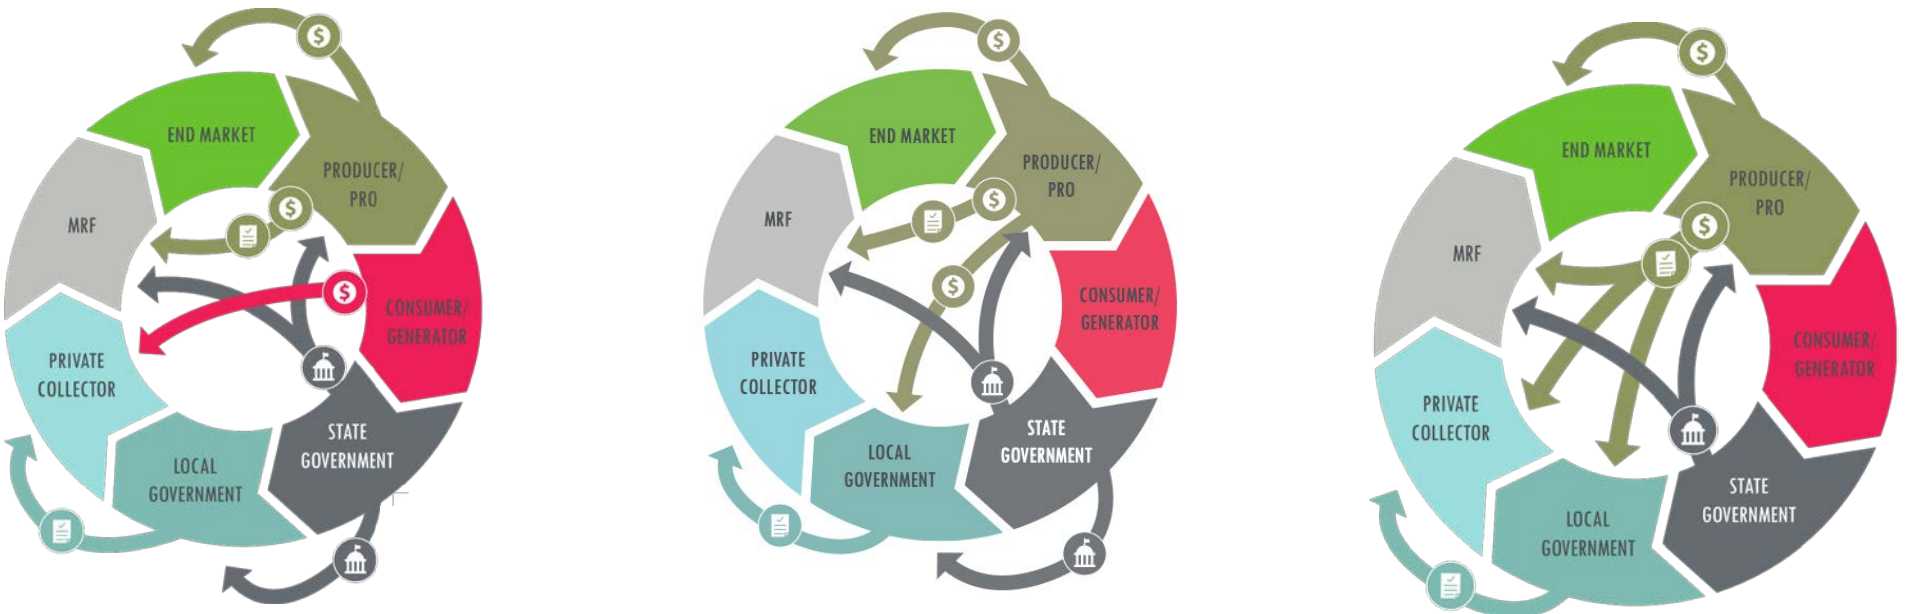 END MARKET
PRODUCER/
PRO
MRF
CONSUMER/
GENERATOR
PRIVATE
COLLECTOR
STATE
GOVERNMENT
LOCAL
GOVERNMENT
$
$
$
END MARKET
PRODUCER/
PRO
MRF
CONSUMER/
GENERATOR
PRIVATE
COLLECTOR
STATE
GOVERNMENT
LOCAL
GOVERNMENT
$
$
$
END MARKET
PRODUCER/
PRO
MRF
CONSUMER/
GENERATOR
PRIVATE
COLLECTOR
STATE
GOVERNMENT
LOCAL
GOVERNMENT
$
$